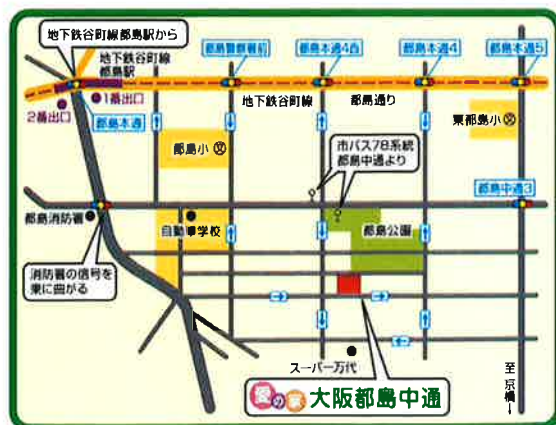 地下鉄谷町線都島駅から
地下鉄谷町線
都島駅
都島警察署前
都島本通4西
都島本通4
都島本通5
1番出口
2番出口
都島本通
地下鉄谷町線
都島通り
東都島小
文
都島小
文
市バス78系統
都島中通より
都島中通3
都島消防署
自動車学校
都島公園
消防署の信号を
東に曲がる
スーパー万代
愛の家
大阪都島中通
至京橋→